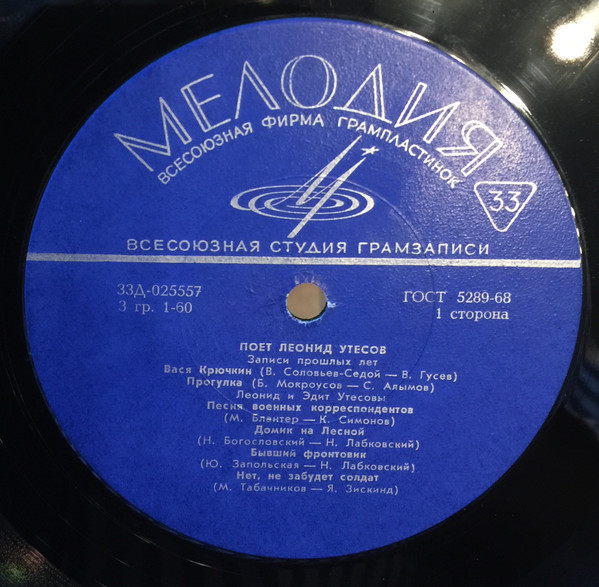 МЕЛОДИЯ
ВСЕСОЮЗНАЯ ФИРМА ГРАМПЛАСТИНОК
33
ВСЕСОЮЗНАЯ СТУДИЯ ГРАМЗАПИСИ
33Д-025557
ГОСТ 5289-68
3 гр. 1-60
1 сторона
ПОЕТ ЛЕОНИД УТЕСОВ
Записи прошлых лет
Вася Крючкин (В. Соловьев-Седой — В. Гусев)
Прогулка (Б. Мокроусов — С. Алымов)
Леонид и Эдит Утесовы
Песня военных корреспондентов
(М. Блантер — К. Симонов)
Домик на Лесной
(Н. Богословский — Н. Лабковский)
Бывший фронтовик
(Ю. Запольская — Н. Лабковский)
Нет, не забудет солдат
(М. Табачников — Я. Зискинд)